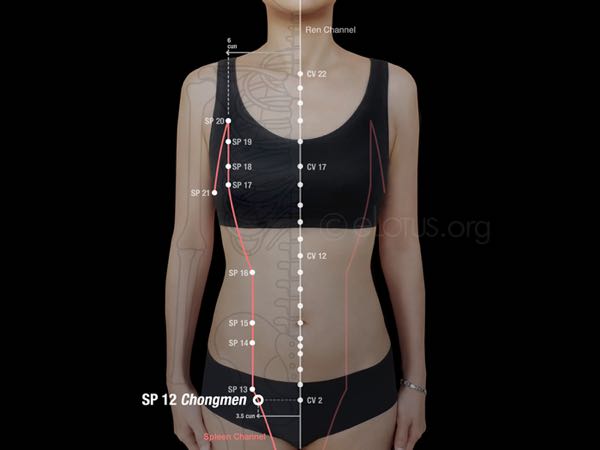 Ren Channel
6
cun
CV 22
SP 20
SP 19
SP 18
CV 17
SP 17
SP 21
© eLotus.org
CV 12
SP 16
SP 15
SP 14
SP 13
SP 12 Chongmen
CV 2
3.5 cun
Spleen Channel